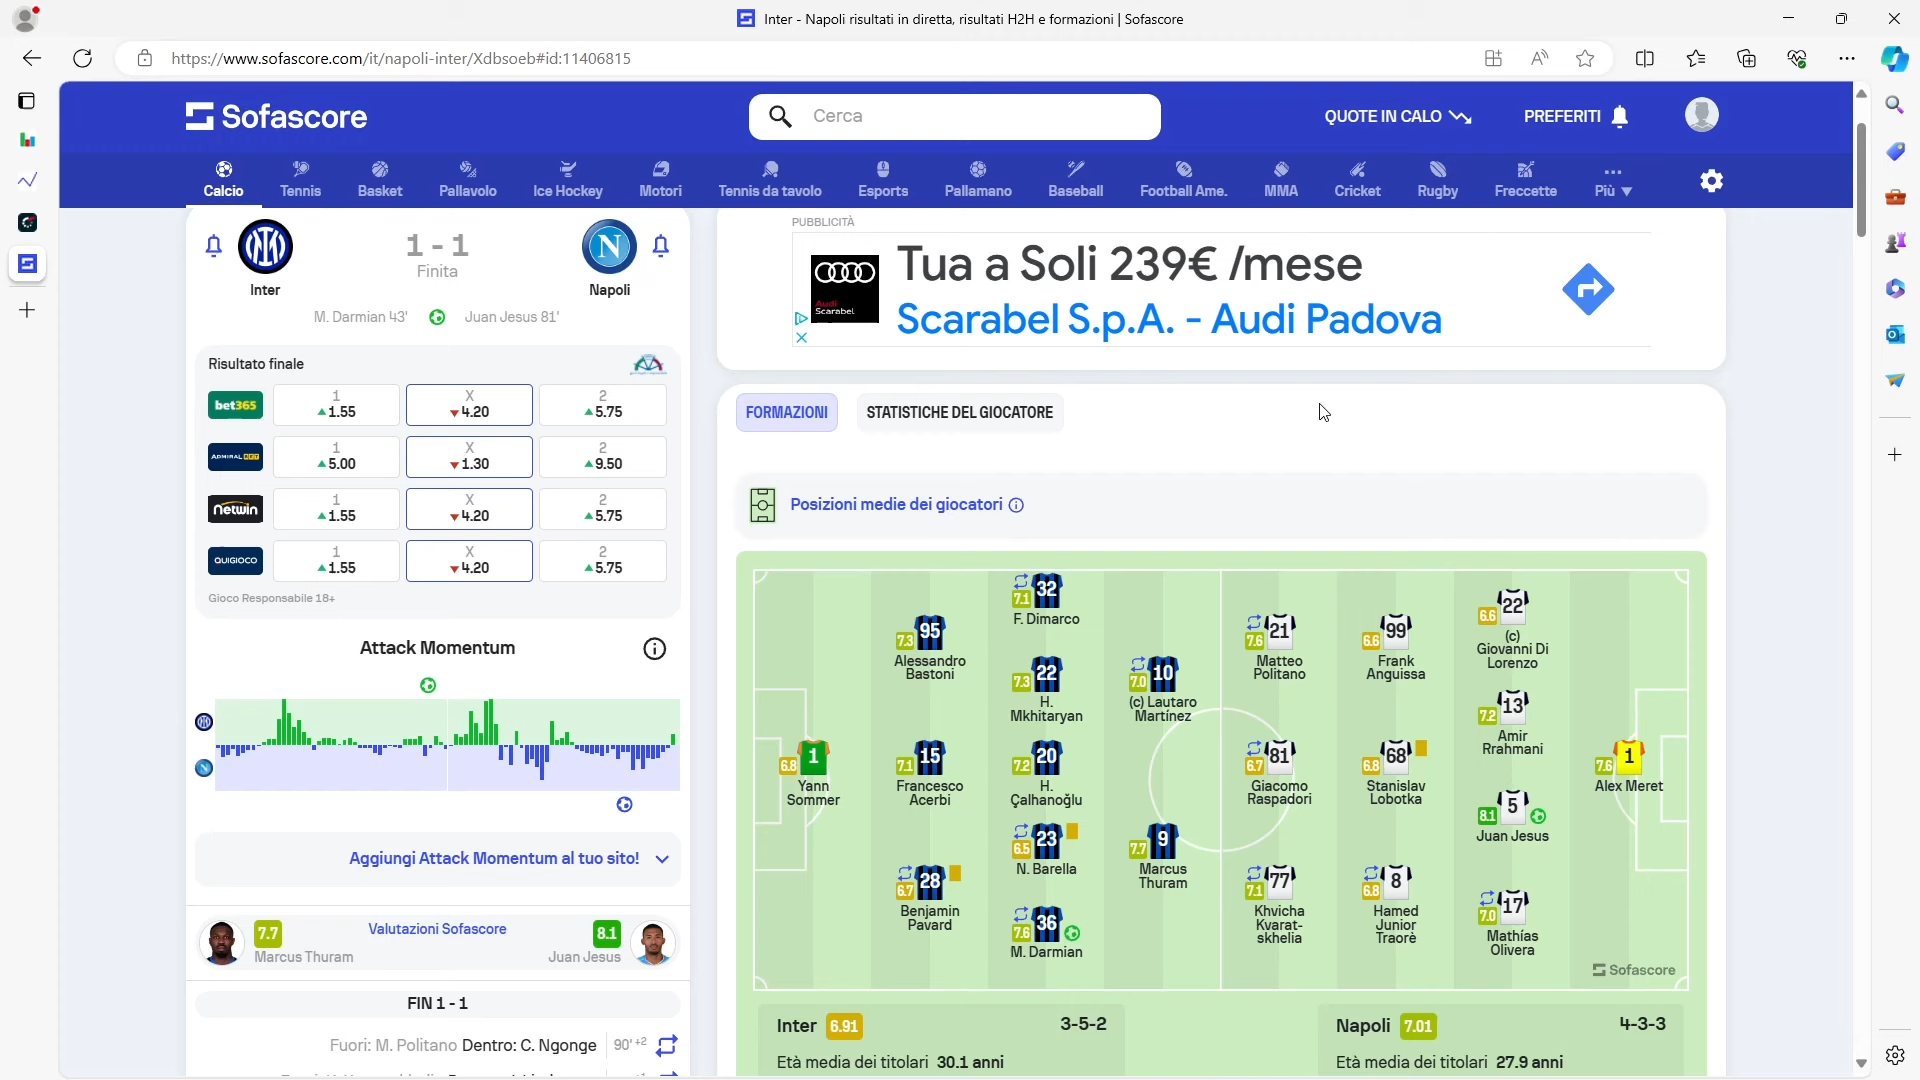 Inter - Napoli risultati in diretta, risultati H2H e formazioni | Sofascore
https://www.sofascore.com/it/napoli-inter/Xdbsoeb#id:11406815
Sofascore
Cerca
QUOTE IN CALO
PREFERITI
Calcio
Tennis
Basket
Pallavolo
Ice Hockey
Motori
Tennis da tavolo
Esports
Pallamano
Baseball
Football Ame.
MMA
Cricket
Rugby
Freccette
Più
1 - 1
Finita
Inter
Napoli
M. Darmian 43'
Juan Jesus 81'
Risultato finale
bet365
1
1.55
X
4.20
2
5.75
ADMIRALBET
1
5.00
X
1.30
2
9.50
netwin
1
1.55
X
4.20
2
5.75
QUIGIOCO
1
1.55
X
4.20
2
5.75
Gioco Responsabile 18+
Attack Momentum
Aggiungi Attack Momentum al tuo sito!
7.7
Marcus Thuram
Valutazioni Sofascore
8.1
Juan Jesus
FIN 1 - 1
Fuori: M. Politano Dentro: C. Ngonge
90' +2
PUBBLICITÀ
Audi
Scarabel
Tua a Soli 239€ /mese
Scarabel S.p.A. - Audi Padova
FORMAZIONI
STATISTICHE DEL GIOCATORE
Posizioni medie dei giocatori
1
6.8
Yann
Sommer
95
7.3
Alessandro
Bastoni
15
7.1
Francesco
Acerbi
28
6.7
Benjamin
Pavard
32
7.1
F. Dimarco
22
7.3
H.
Mkhitaryan
20
7.2
H.
Çalhanoğlu
23
6.5
N. Barella
36
7.6
M. Darmian
10
7.0
(c) Lautaro
Martínez
9
7.7
Marcus
Thuram
21
7.6
Matteo
Politano
81
6.7
Giacomo
Raspadori
77
7.1
Khvicha
Kvarat-
skhelia
99
6.6
Frank
Anguissa
68
6.8
Stanislav
Lobotka
8
6.8
Hamed
Junior
Traorè
22
6.6
(c)
Giovanni Di
Lorenzo
13
7.2
Amir
Rrahmani
5
8.1
Juan Jesus
17
7.0
Mathías
Olivera
1
7.6
Alex Meret
Sofascore
Inter 6.91
3-5-2
Età media dei titolari 30.1 anni
Napoli 7.01
4-3-3
Età media dei titolari 27.9 anni